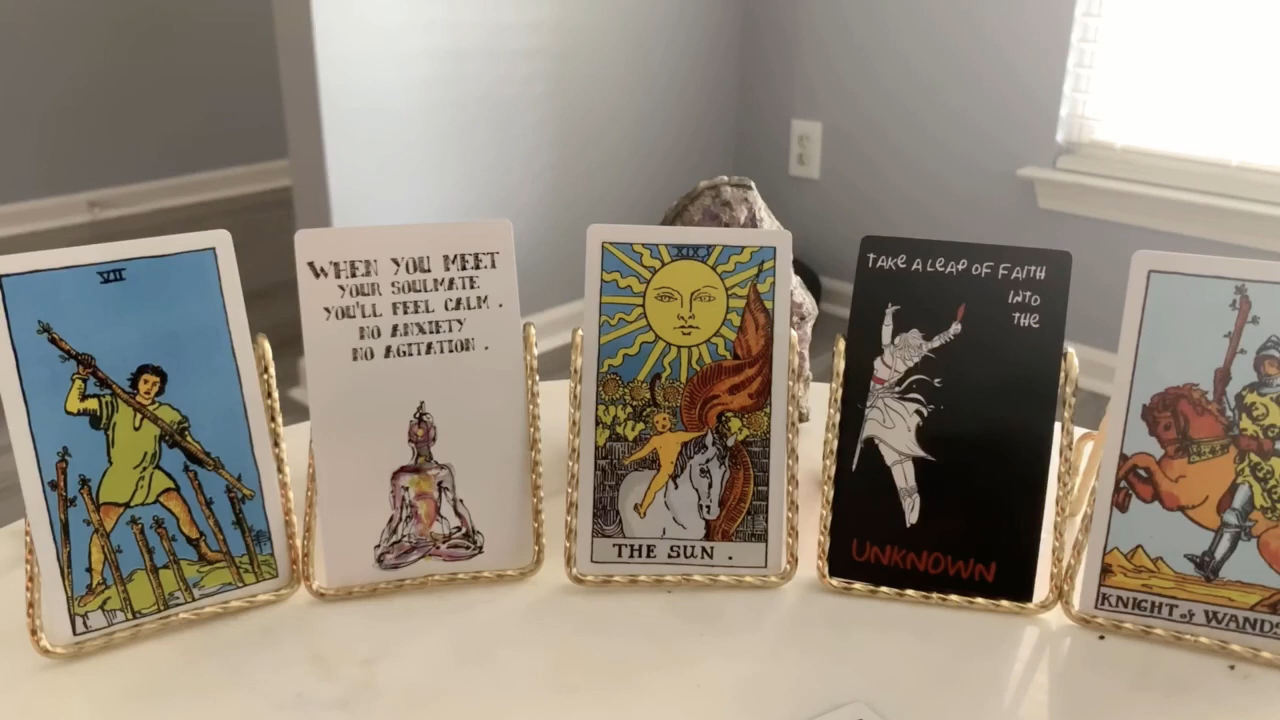 VII
WHEN YOU MEET
YOUR SOULMATE
YOU'LL FEEL CALM .
NO ANXIETY
NO AGITATION .
XIX
THE SUN .
TAKE A LEAP OF FAITH
INTO
THE
UNKNOWN
KNIGHT of WANDS